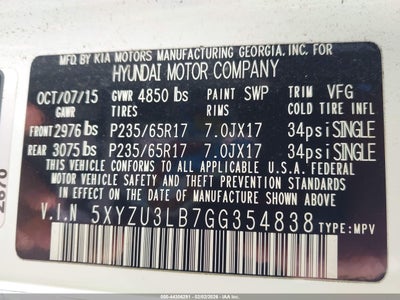 MFD.BY KIA MOTORS MANUFACTURING GEORGIA, INC. FOR
HYUNDAI MOTOR COMPANY
OCT/07/15 GVWR 4850 lbs PAINT SWP TRIM VFG
GAWR TIRES RIMS COLD TIRE INFL
FRONT 2976 lbs P235/65R17 7.0JX17 34psi SINGLE
REAR 3075 lbs P235/65R17 7.0JX17 34psi SINGLE
THIS VEHICLE CONFORMS TO ALL APPLICABLE U.S.A. FEDERAL
MOTOR VEHICLE SAFETY AND THEFT PREVENTION STANDARDS
IN EFFECT ON THE DATE OF MANUFACTURE SHOWN ABOVE.
V.I.N 5XYZU3LB7GG354838 TYPE:MPV
2870